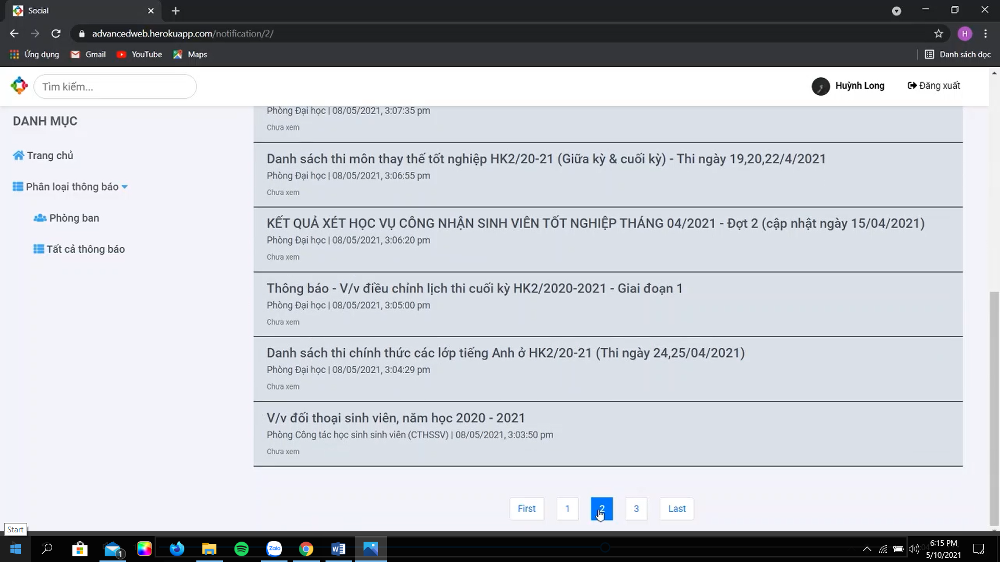 Social
advancedweb.herokuapp.com/notification/2/
H
Ứng dụng
Gmail
YouTube
Maps
Danh sách đọc
Tìm kiếm...
Huỳnh Long
Đăng xuất
DANH MỤC
Trang chủ
Phân loại thông báo
Phòng ban
Tất cả thông báo
Phòng Đại học | 08/05/2021, 3:07:35 pm
Chưa xem
Danh sách thi môn thay thế tốt nghiệp HK2/20-21 (Giữa kỳ & cuối kỳ) - Thi ngày 19,20,22/4/2021
Phòng Đại học | 08/05/2021, 3:06:55 pm
Chưa xem
KẾT QUẢ XÉT HỌC VỤ CÔNG NHẬN SINH VIÊN TỐT NGHIỆP THÁNG 04/2021 - Đợt 2 (cập nhật ngày 15/04/2021)
Phòng Đại học | 08/05/2021, 3:06:20 pm
Chưa xem
Thông báo - V/v điều chỉnh lịch thi cuối kỳ HK2/2020-2021 - Giai đoạn 1
Phòng Đại học | 08/05/2021, 3:05:00 pm
Chưa xem
Danh sách thi chính thức các lớp tiếng Anh ở HK2/20-21 (Thi ngày 24,25/04/2021)
Phòng Đại học | 08/05/2021, 3:04:29 pm
Chưa xem
V/v đối thoại sinh viên, năm học 2020 - 2021
Phòng Công tác học sinh sinh viên (CTHSSV) | 08/05/2021, 3:03:50 pm
Chưa xem
First
1
2
3
Last
Start
1
Zalo
6:15 PM
5/10/2021